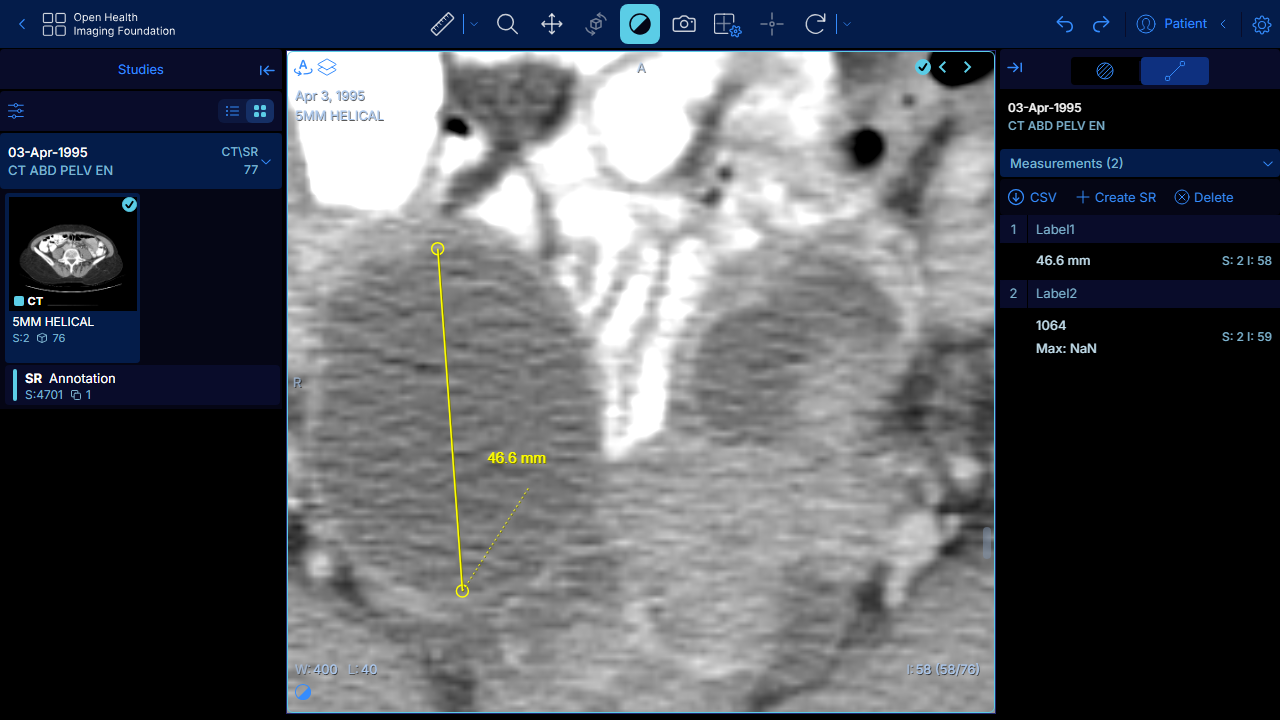 Open Health
Imaging Foundation
Patient
Studies
03-Apr-1995
CT\SR
CT ABD PELV EN
77
CT
5MM HELICAL
S:2 76
SR Annotation
S:4701 1
A
A
Apr 3, 1995
5MM HELICAL
R
46.6 mm
W: 400 L: 40
I: 58 (58/76)
03-Apr-1995
CT ABD PELV EN
Measurements (2)
CSV
Create SR
Delete
1 Label1
46.6 mm
S: 2 I: 58
2 Label2
1064
Max: NaN
S: 2 I: 59